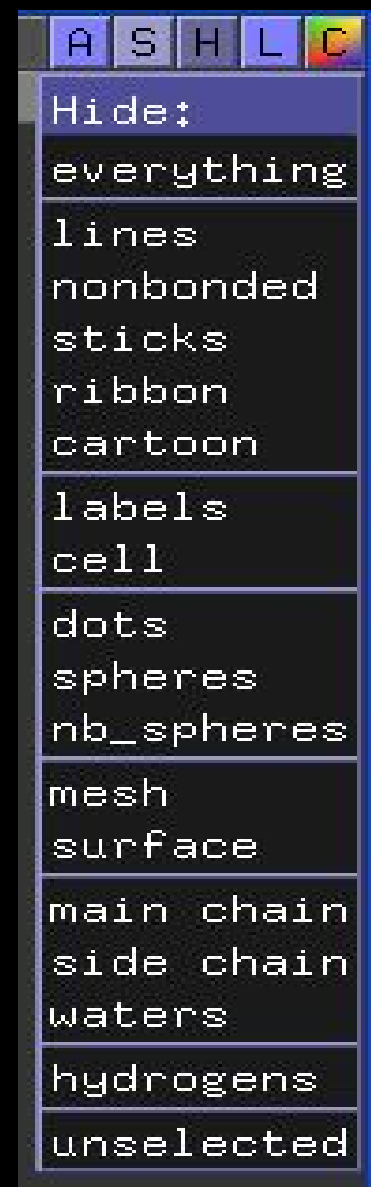 A S H L C
Hide:
everything
lines
nonbonded
sticks
ribbon
cartoon
labels
cell
dots
spheres
nb_spheres
mesh
surface
main chain
side chain
waters
hydrogens
unselected